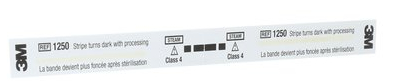 3M
REF 1250 Stripe turns dark with processing
La bande devient plus foncée après stérilisation
STEAM
Class 4
STEAM
Class 4
REF 1250 Stripe turns dark with processing
La bande devient plus foncée après stérilisation
3M